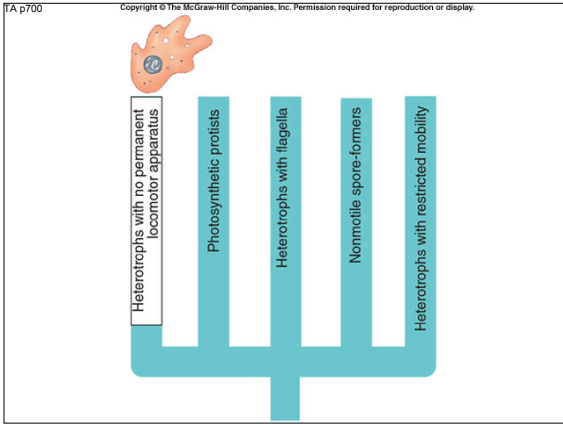 TA p700
Copyright © The McGraw-Hill Companies, Inc. Permission required for reproduction or display.
Heterotrophs with no permanent
locomotor apparatus
Photosynthetic protists
Heterotrophs with flagella
Nonmotile spore-formers
Heterotrophs with restricted mobility